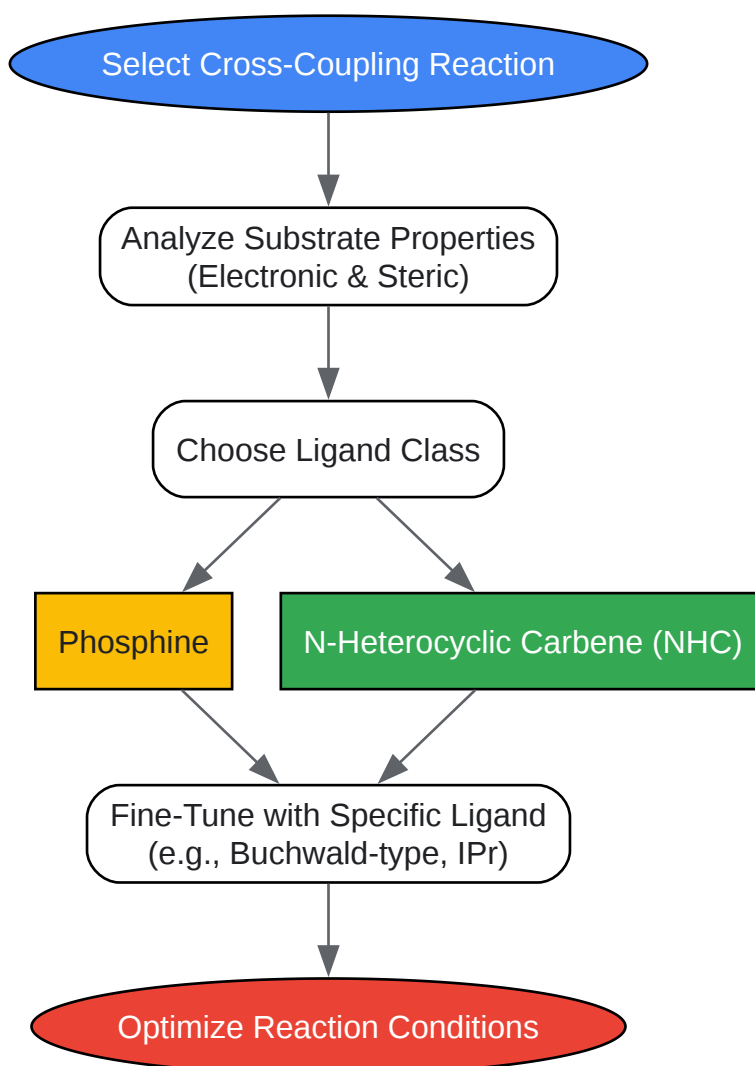 Select Cross-Coupling Reaction
Analyze Substrate Properties
(Electronic & Steric)
Choose Ligand Class
Phosphine
N-Heterocyclic Carbene (NHC)
Fine-Tune with Specific Ligand
(e.g., Buchwald-type, IPr)
Optimize Reaction Conditions